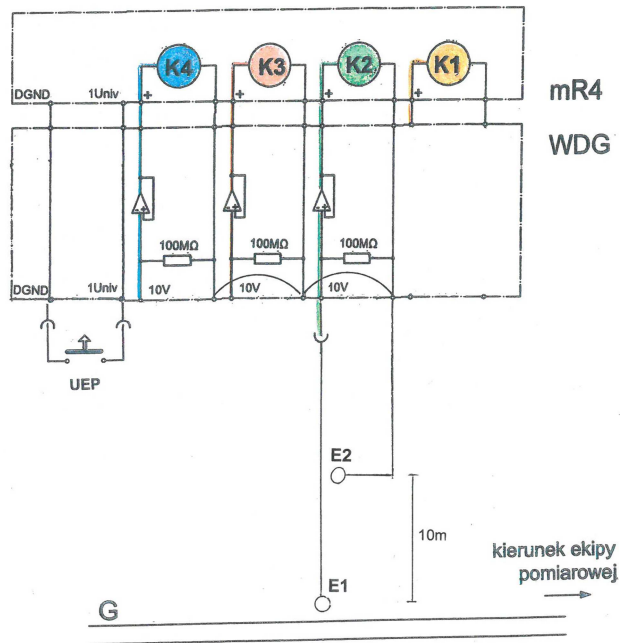 K4
K3
K2
K1
DGND
1Univ
+
+
+
+
mR4
WDG
100MΩ
100MΩ
100MΩ
DGND
1Univ
10V
10V
10V
UEP
E2
10m
kierunek ekipy
pomiarowej
E1
G